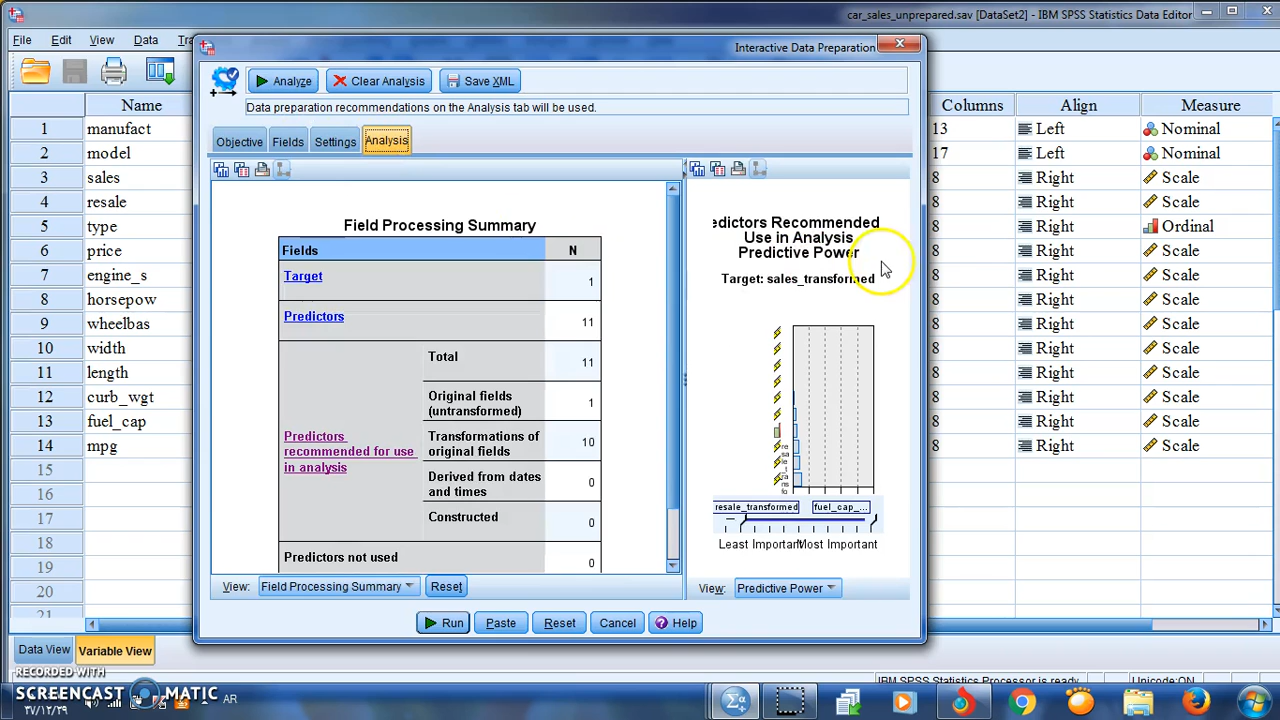 car_sales_unprepared.sav [DataSet2] - IBM SPSS Statistics Data Editor
File Edit View Data
Interactive Data Preparation
Analyze Clear Analysis Save XML
Data preparation recommendations on the Analysis tab will be used.
Objective Fields Settings Analysis
Name Columns Align Measure
1 manufact 13 Left Nominal
2 model 17 Left Nominal
3 sales 8 Right Scale
4 resale 8 Right Scale
5 type 8 Right Ordinal
6 price 8 Right Scale
7 engine_s 8 Right Scale
8 horsepow 8 Right Scale
9 wheelbas 8 Right Scale
10 width 8 Right Scale
11 length 8 Right Scale
12 curb_wgt 8 Right Scale
13 fuel_cap 8 Right Scale
14 mpg 8 Right Scale
15
16
17
18
19
20
21
Field Processing Summary
Fields N
Target 1
Predictors 11
Predictors
recommended for use
in analysis
Total 11
Original fields
(untransformed) 1
Transformations of
original fields 10
Derived from dates
and times 0
Constructed 0
Predictors not used 0
View: Field Processing Summary Reset
edictors Recommended
Use in Analysis
Predictive Power
Target: sales_transformed
resale_transformed fuel_cap_...
Least Important Most Important
View: Predictive Power
Run Paste Reset Cancel Help
Data View Variable View
IBM SPSS Statistics Processor is ready Unicode:ON
RECORDED WITH
SCREENCAST MATIC
AR